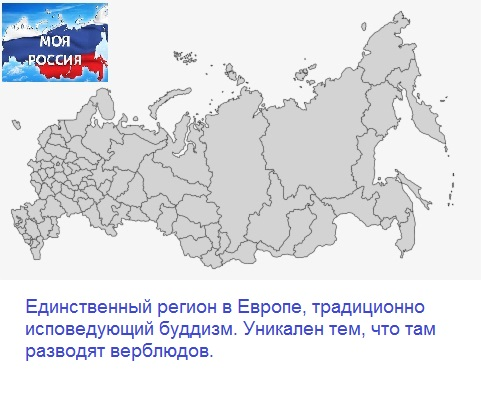 МОЯ
РОССИЯ
Единственный регион в Европе, традиционно
исповедующий буддизм. Уникален тем, что там
разводят верблюдов.